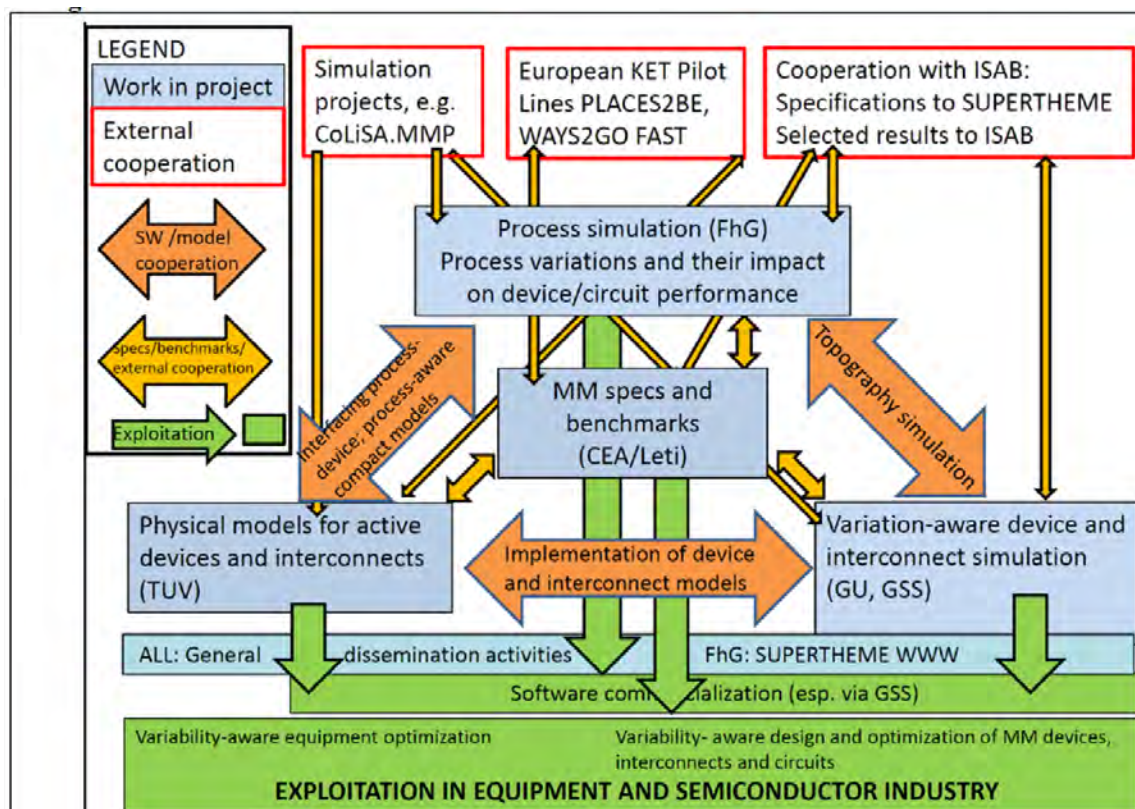 LEGEND
Work in project
External
cooperation
SW /model
cooperation
Specs/benchmarks/
external cooperation
Exploitation
Simulation
projects, e.g.
CoLiSA.MMP
European KET Pilot
Lines PLACES2BE,
WAYS2GO FAST
Cooperation with ISAB:
Specifications to SUPERTHEME
Selected results to ISAB
Process simulation (FhG)
Process variations and their impact
on device/circuit performance
Interfacing process-
device; process-aware
compact models
MM specs and
benchmarks
(CEA/Leti)
Topography simulation
Physical models for active
devices and interconnects
(TUV)
Implementation of device
and interconnect models
Variation-aware device and
interconnect simulation
(GU, GSS)
ALL: General dissemination activities
FhG: SUPERTHEME WWW
Software com cialization (esp. via GSS)
Variability-aware equipment optimization
Variability- aware design and optimization of MM devices,
interconnects and circuits
EXPLOITATION IN EQUIPMENT AND SEMICONDUCTOR INDUSTRY